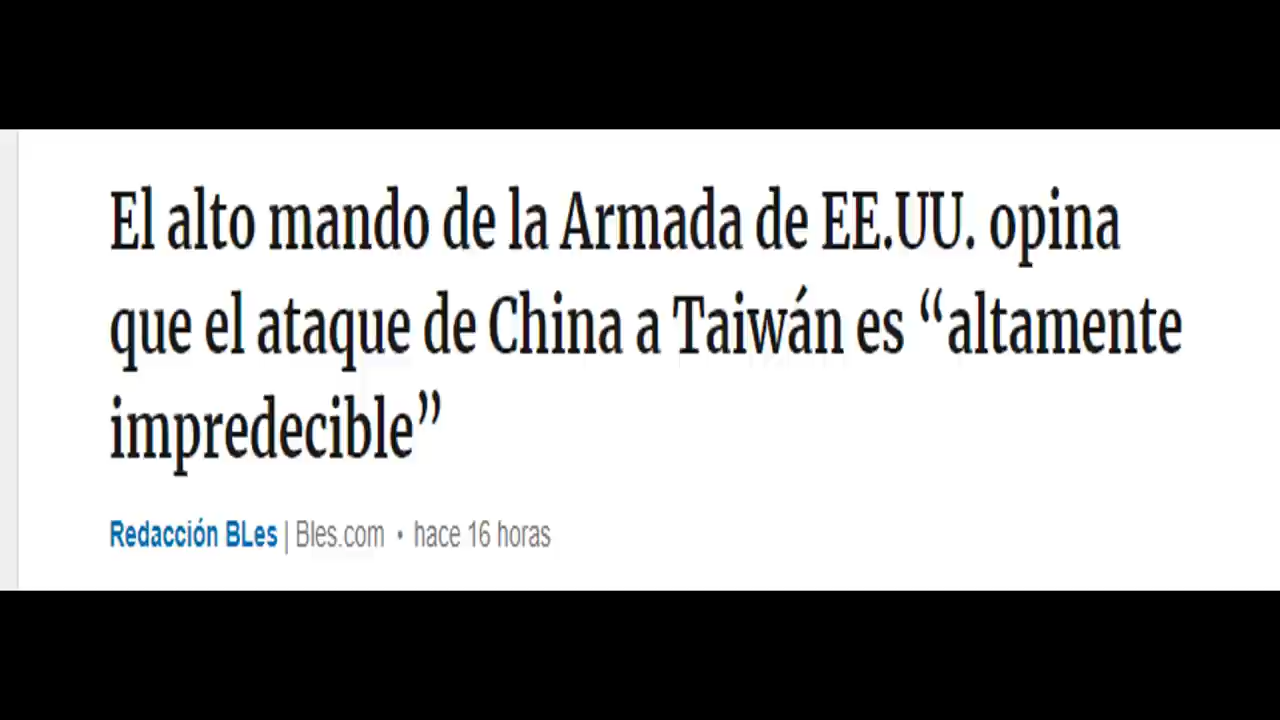 El alto mando de la Armada de EE.UU. opina
que el ataque de China a Taiwán es “altamente
impredecible”
Redacción BLes | Bles.com • hace 16 horas